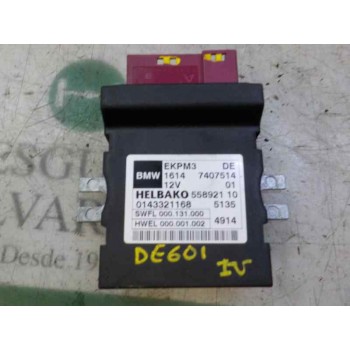 EKPM3 DE
BMW 1614 7407514
12V 01
HELBAKO 558921 10
0143321168 5135
SWFL 000.131.000
HWEL 000.001.002 4914
DE601 IV
Desde 19